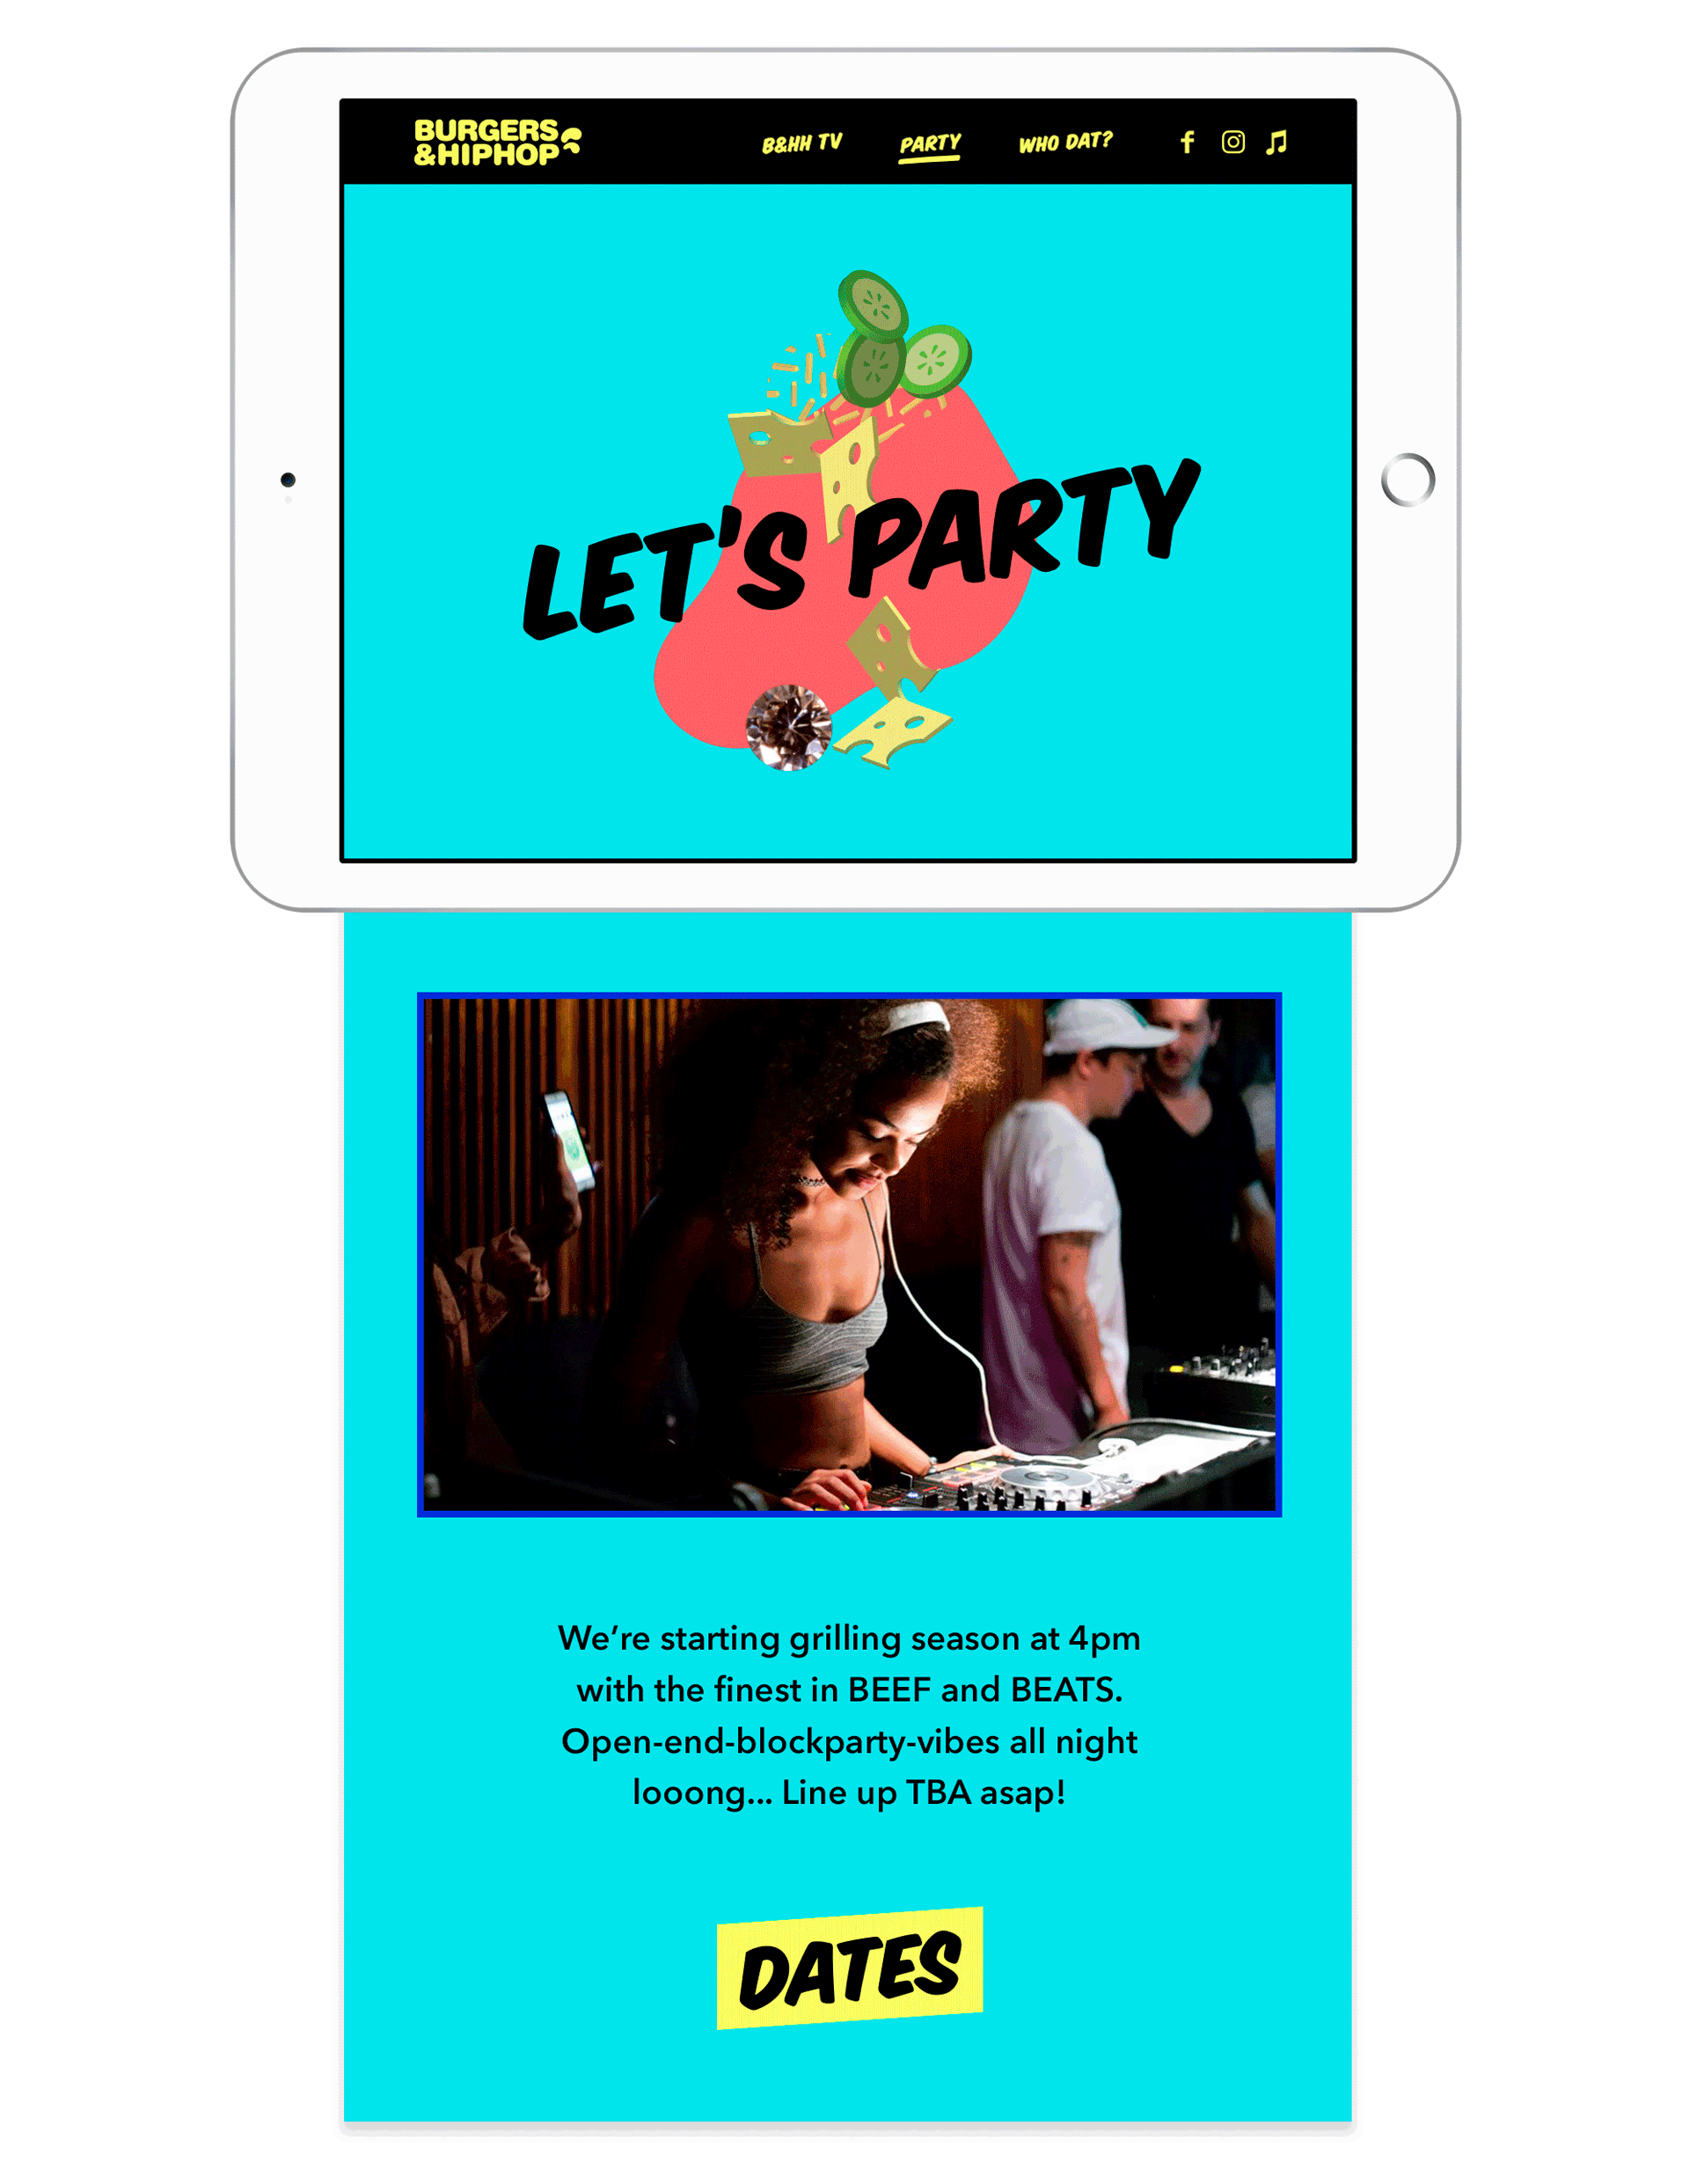 BURGERS
&HIPHOP
B&HH TV
PARTY
WHO DAT?
LET'S PARTY
We're starting grilling season at 4pm
with the finest in BEEF and BEATS.
Open-end-blockparty-vibes all night
looong... Line up TBA asap!
DATES